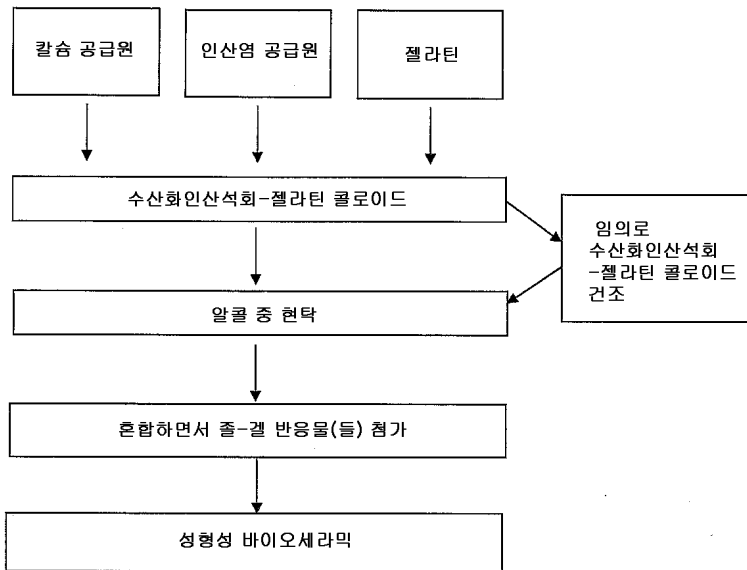 칼슘 공급원
인산염 공급원
젤라틴
수산화인산석회-젤라틴 콜로이드
임의로
수산화인산석회
-젤라틴 콜로이드
건조
알콜 중 현탁
혼합하면서 졸-겔 반응물(들) 첨가
성형성 바이오세라믹